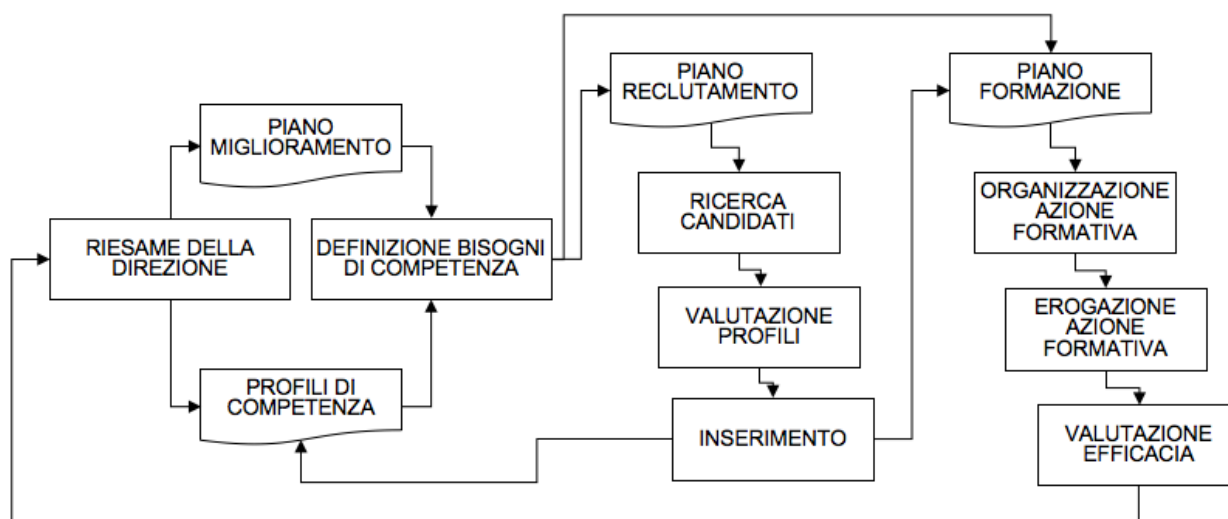 PIANO
MIGLIORAMENTO
RIESAME DELLA
DIREZIONE
PROFILI DI
COMPETENZA
DEFINIZIONE BISOGNI
DI COMPETENZA
PIANO
RECLUTAMENTO
RICERCA
CANDIDATI
VALUTAZIONE
PROFILI
INSERIMENTO
PIANO
FORMAZIONE
ORGANIZZAZIONE
AZIONE
FORMATIVA
EROGAZIONE
AZIONE
FORMATIVA
VALUTAZIONE
EFFICACIA